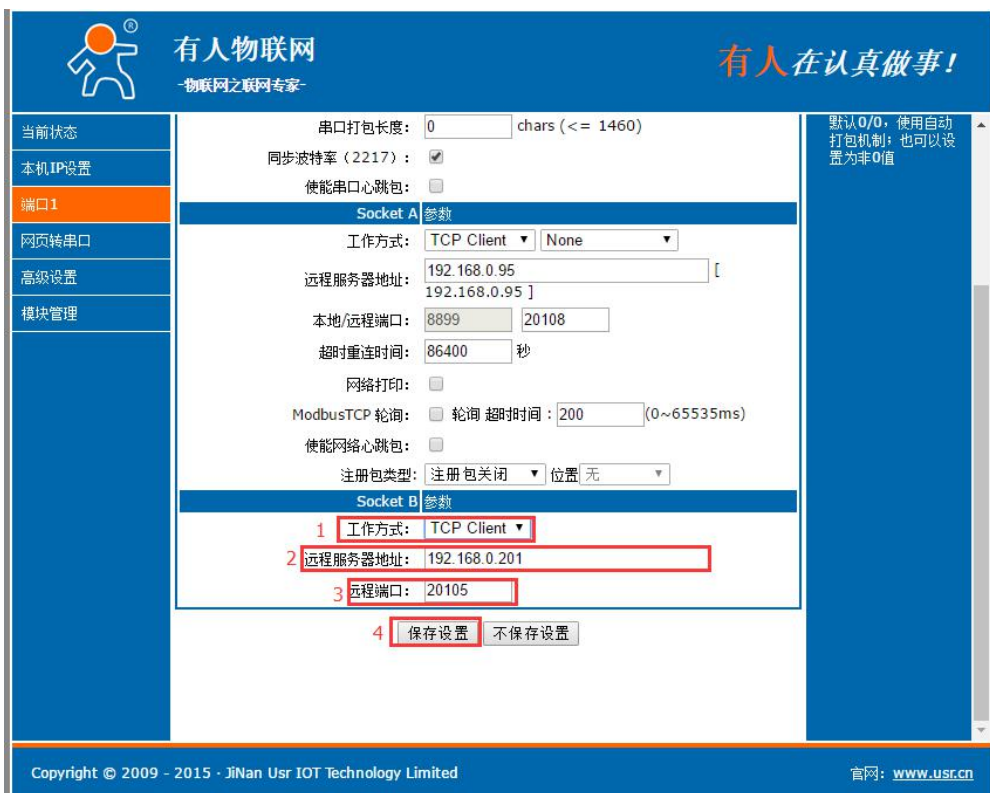 ®
有人物联网
-物联网之联网专家-
有人在认真做事!
当前状态
本机IP设置
端口1
网页转串口
高级设置
模块管理
串口打包长度: 0 chars (<= 1460)
同步波特率（2217）:
使能串口心跳包:
Socket A 参数
工作方式: TCP Client None
远程服务器地址: 192.168.0.95 [
192.168.0.95 ]
本地/远程端口: 8899 20108
超时重连时间: 86400 秒
网络打印:
ModbusTCP 轮询: 轮询 超时时间：200 (0~65535ms)
使能网络心跳包:
注册包类型: 注册包关闭 位置 无
Socket B 参数
1 工作方式: TCP Client
2 远程服务器地址: 192.168.0.201
3 远程端口: 20105
4 保存设置 不保存设置
默认0/0，使用自动
打包机制；也可以设
置为非0值
Copyright © 2009 - 2015 · JiNan Usr IOT Technology Limited
官网: www.usr.cn